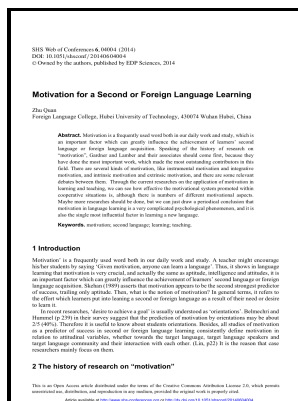 SHS Web of Conferences 6, 04004 (2014)
DOI: 10.1051/shsconf/20140604004
© Owned by the authors, published by EDP Sciences, 2014
Motivation for a Second or Foreign Language Learning
Zhu Quan
Foreign Language College, Hubei University of Technology, 430074 Wuhan Hubei, China
Abstract. Motivation is a frequently used word both in our daily work and study, which is
an important factor which can greatly influence the achievement of learners' second
language or foreign language acquisition. Speaking of the history of research on
"motivation", Gardner and Lamber and their associates should come first, because they
have done the most important work, which made the most outstanding contributors in this
field. There are several kinds of motivation, like instrumental motivation and integrative
motivation, and intrinsic motivation and extrinsic motivation, and there are some relevant
debates between them. Through the current researches on the application of motivation in
learning and teaching, we can see how effective the motivational system promoted within
cooperative situations is, although there is number of different motivational aspects.
Maybe more researches should be done, but we can just draw a periodical conclusion that
motivation in language learning is a very complicated psychological phenomenon, and it is
also the single most influential factor in learning a new language.
Keywords. motivation; second language; learning; teaching.
1 Introduction
Motivation' is a frequently word used both in our daily work and study. A teacher might encourage
her students by saying 'Given motivation, anyone can learn a language'. Thus, it shows in language
learning that motivation is very crucial, and actually the same as aptitude, intelligence and attitudes, it is
an important factor which can greatly influence the achievement of learners' second language or foreign
language acquisition. Skehan (1989) asserts that motivation appears to be the second strongest predictor
of success, trailing only aptitude. Then, what is the notion of motivation? In general terms, it refers to
the effort which learners put into leaning a second or foreign language as a result of their need or desire
to learn it.
In recent researches, 'desire to achieve a goal' is usually understood as 'orientations'. Belmechri and
Hummel (p 239) in their survey suggest that the prediction of motivation by orientations may be about
2/5 (40%). Therefore it is useful to know about students orientations. Besides, all studies of motivation
as a predictor of success in second or foreign language learning consistently define motivation in
relation to attitudinal variables, whether towards the target language, target language speakers and
target language community and their interaction with each other. (Lin, p22) It is the reason that case
researchers mainly focus on them.
2 The history of research on "motivation"
This is an Open Access article distributed under the terms of the Creative Commons Attribution License 2.0, which permits
unrestricted use, distribution, and reproduction in any medium, provided the original work is properly cited.
Article available at http://www.shs-conferences.org or http://dx.doi.org/10.1051/shsconf/20140604004